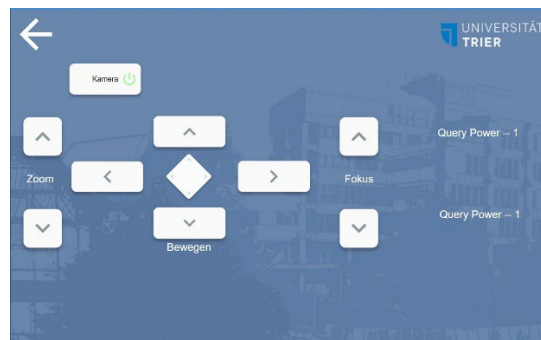 UNIVERSITÄT
TRIER
Kamera
Query Power – 1
Zoom
Fokus
Query Power – 1
Bewegen